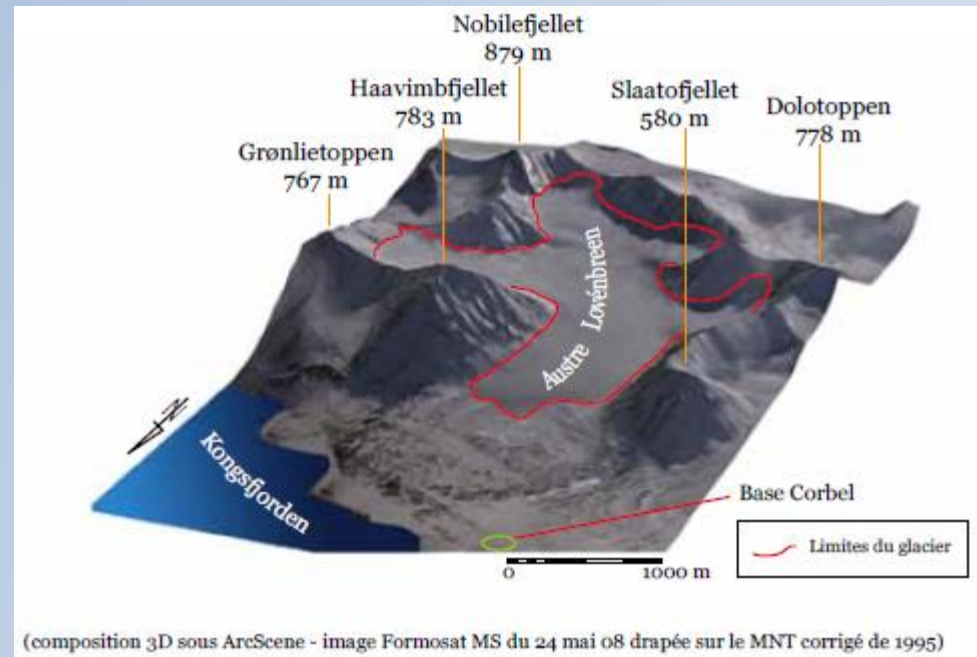 Nobilefjellet
879 m
Haavimbfjellet
783 m
Slaatofjellet
580 m
Dolotoppen
778 m
Grønlietoppen
767 m
Austre Lovénbreen
N
Kongsfjorden
Base Corbel
Limites du glacier
0 1000 m
(composition 3D sous ArcScene - image Formosat MS du 24 mai 08 drapée sur le MNT corrigé de 1995)